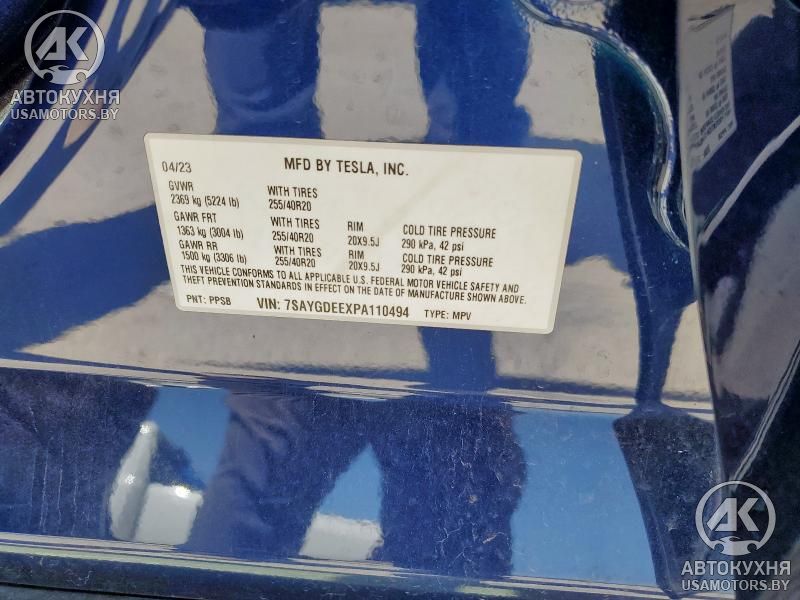 AK
АВТОКУХНЯ
USAMOTORS.BY
04/23 MFD BY TESLA, INC.
GVWR WITH TIRES
2369 kg (5224 lb) 255/40R20
GAWR FRT WITH TIRES RIM COLD TIRE PRESSURE
1363 kg (3004 lb) 255/40R20 20X9.5J 290 kPa, 42 psi
GAWR RR WITH TIRES RIM COLD TIRE PRESSURE
1500 kg (3306 lb) 255/40R20 20X9.5J 290 kPa, 42 psi
THIS VEHICLE CONFORMS TO ALL APPLICABLE U.S. FEDERAL MOTOR VEHICLE SAFETY AND
THEFT PREVENTION STANDARDS IN EFFECT ON THE DATE OF MANUFACTURE SHOWN ABOVE.
PNT: PPSB VIN: 7SAYGDEEXPA110494 TYPE: MPV
AK
АВТОКУХНЯ
USAMOTORS.BY